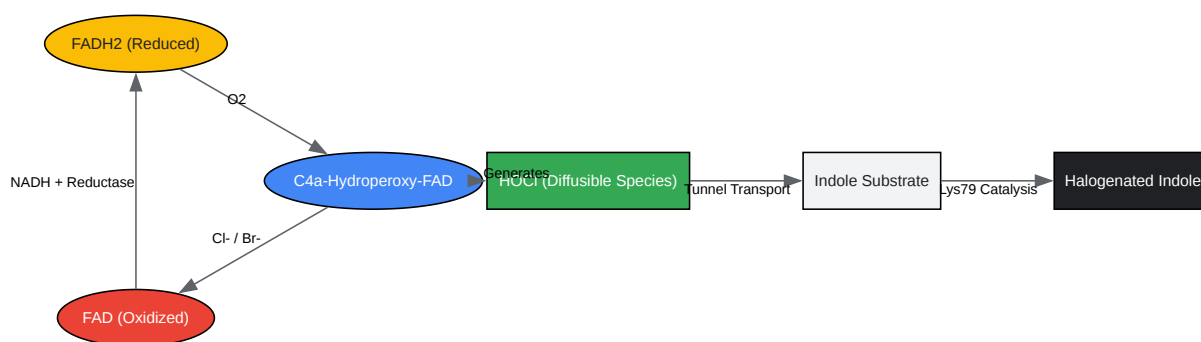 FADH2 (Reduced)
O2
NADH + Reductase
C4a-Hydroperoxy-FAD
Generates
HOCl (Diffusible Species)
Tunnel Transport
Indole Substrate
Lys79 Catalysis
Halogenated Indole
Cl- / Br-
FAD (Oxidized)